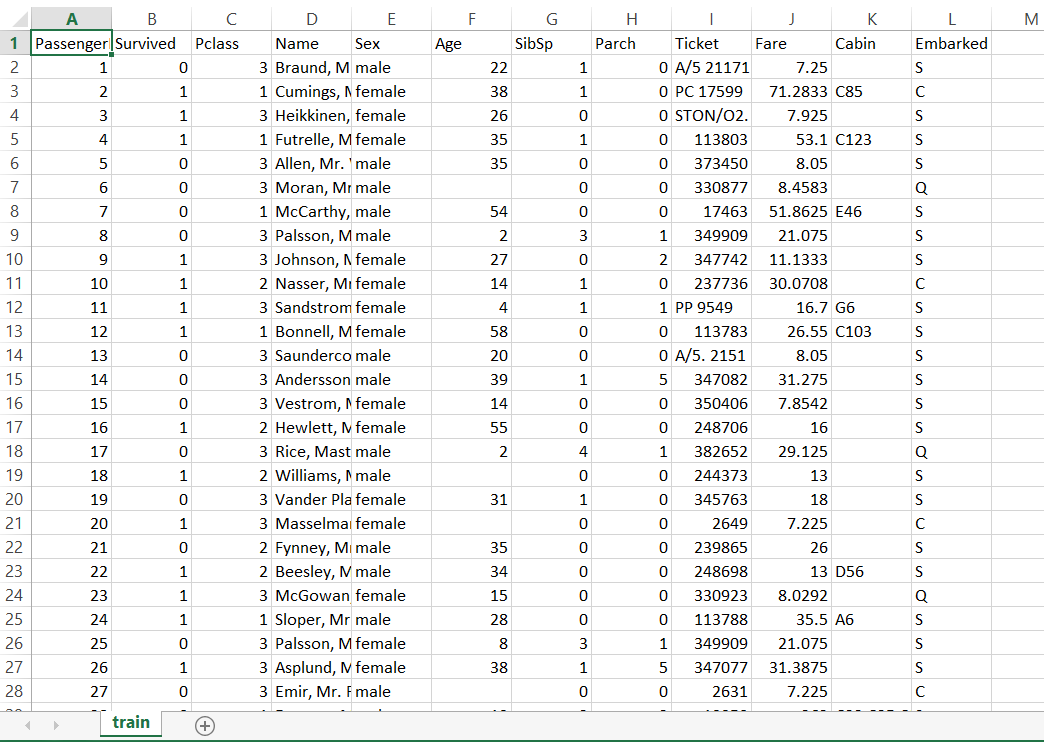 A B C D E F G H I J K L M
1 Passenger Survived Pclass Name Sex Age SibSp Parch Ticket Fare Cabin Embarked
2 1 0 3 Braund, M male 22 1 0 A/5 21171 7.25 S
3 2 1 1 Cumings, female 38 1 0 PC 17599 71.2833 C85 C
4 3 1 3 Heikkinen, female 26 0 0 STON/O2. 7.925 S
5 4 1 1 Futrelle, M female 35 1 0 113803 53.1 C123 S
6 5 0 3 Allen, Mr. male 35 0 0 373450 8.05 S
7 6 0 3 Moran, Mr male 0 0 330877 8.4583 Q
8 7 0 1 McCarthy, male 54 0 0 17463 51.8625 E46 S
9 8 0 3 Palsson, M male 2 3 1 349909 21.075 S
10 9 1 3 Johnson, female 27 0 2 347742 11.1333 S
11 10 1 2 Nasser, Mr female 14 1 0 237736 30.0708 C
12 11 1 3 Sandstrom female 4 1 1 PP 9549 16.7 G6 S
13 12 1 1 Bonnell, M female 58 0 0 113783 26.55 C103 S
14 13 0 3 Saunderco male 20 0 0 A/5. 2151 8.05 S
15 14 0 3 Andersson male 39 1 5 347082 31.275 S
16 15 0 3 Vestrom, female 14 0 0 350406 7.8542 S
17 16 1 2 Hewlett, M female 55 0 0 248706 16 S
18 17 0 3 Rice, Mast male 2 4 1 382652 29.125 Q
19 18 1 2 Williams, male 0 0 244373 13 S
20 19 0 3 Vander Pla female 31 1 0 345763 18 S
21 20 1 3 Masselma female 0 0 2649 7.225 C
22 21 0 2 Fynney, Mr male 35 0 0 239865 26 S
23 22 1 2 Beesley, M male 34 0 0 248698 13 D56 S
24 23 1 3 McGowan female 15 0 0 330923 8.0292 Q
25 24 1 1 Sloper, Mr male 28 0 0 113788 35.5 A6 S
26 25 0 3 Palsson, M female 8 3 1 349909 21.075 S
27 26 1 3 Asplund, M female 38 1 5 347077 31.3875 S
28 27 0 3 Emir, Mr. male 0 0 2631 7.225 C
train